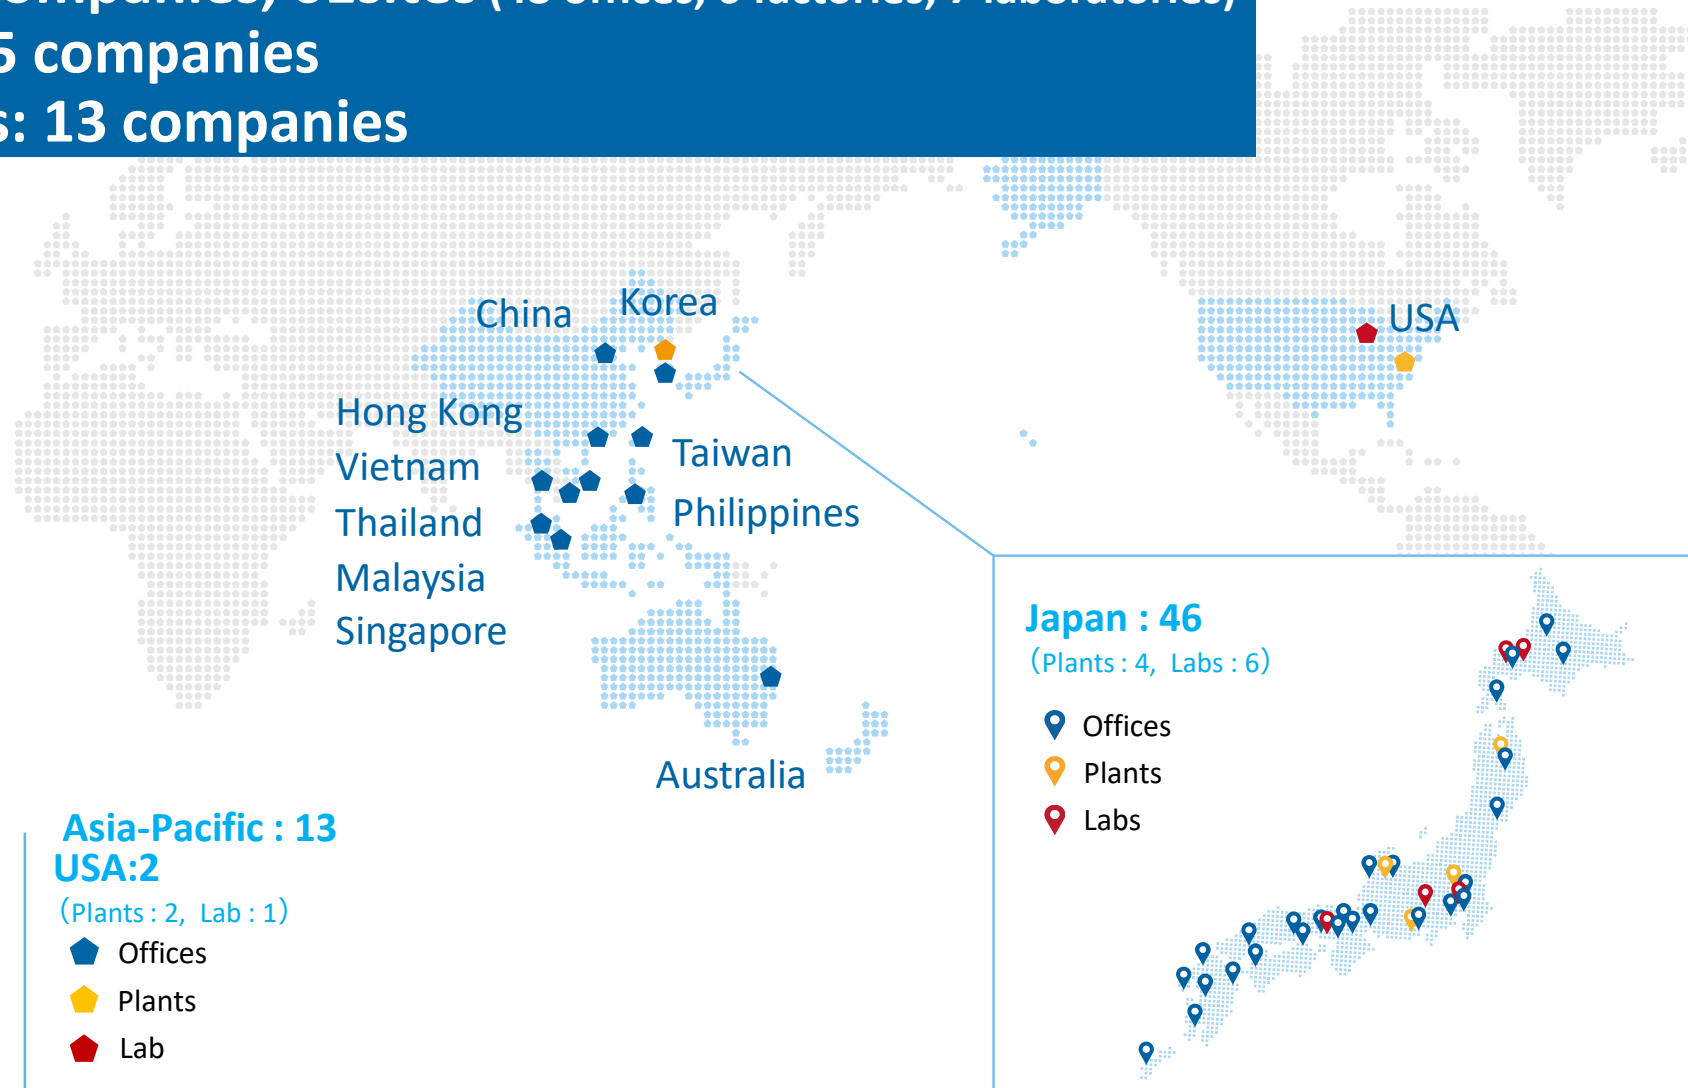 5 companies
s: 13 companies
China
Korea
USA
Hong Kong
Vietnam
Thailand
Malaysia
Singapore
Taiwan
Philippines
Australia
Japan : 46
(Plants : 4, Labs : 6)
Offices
Plants
Labs
Asia-Pacific : 13
USA:2
(Plants : 2, Lab : 1)
Offices
Plants
Lab